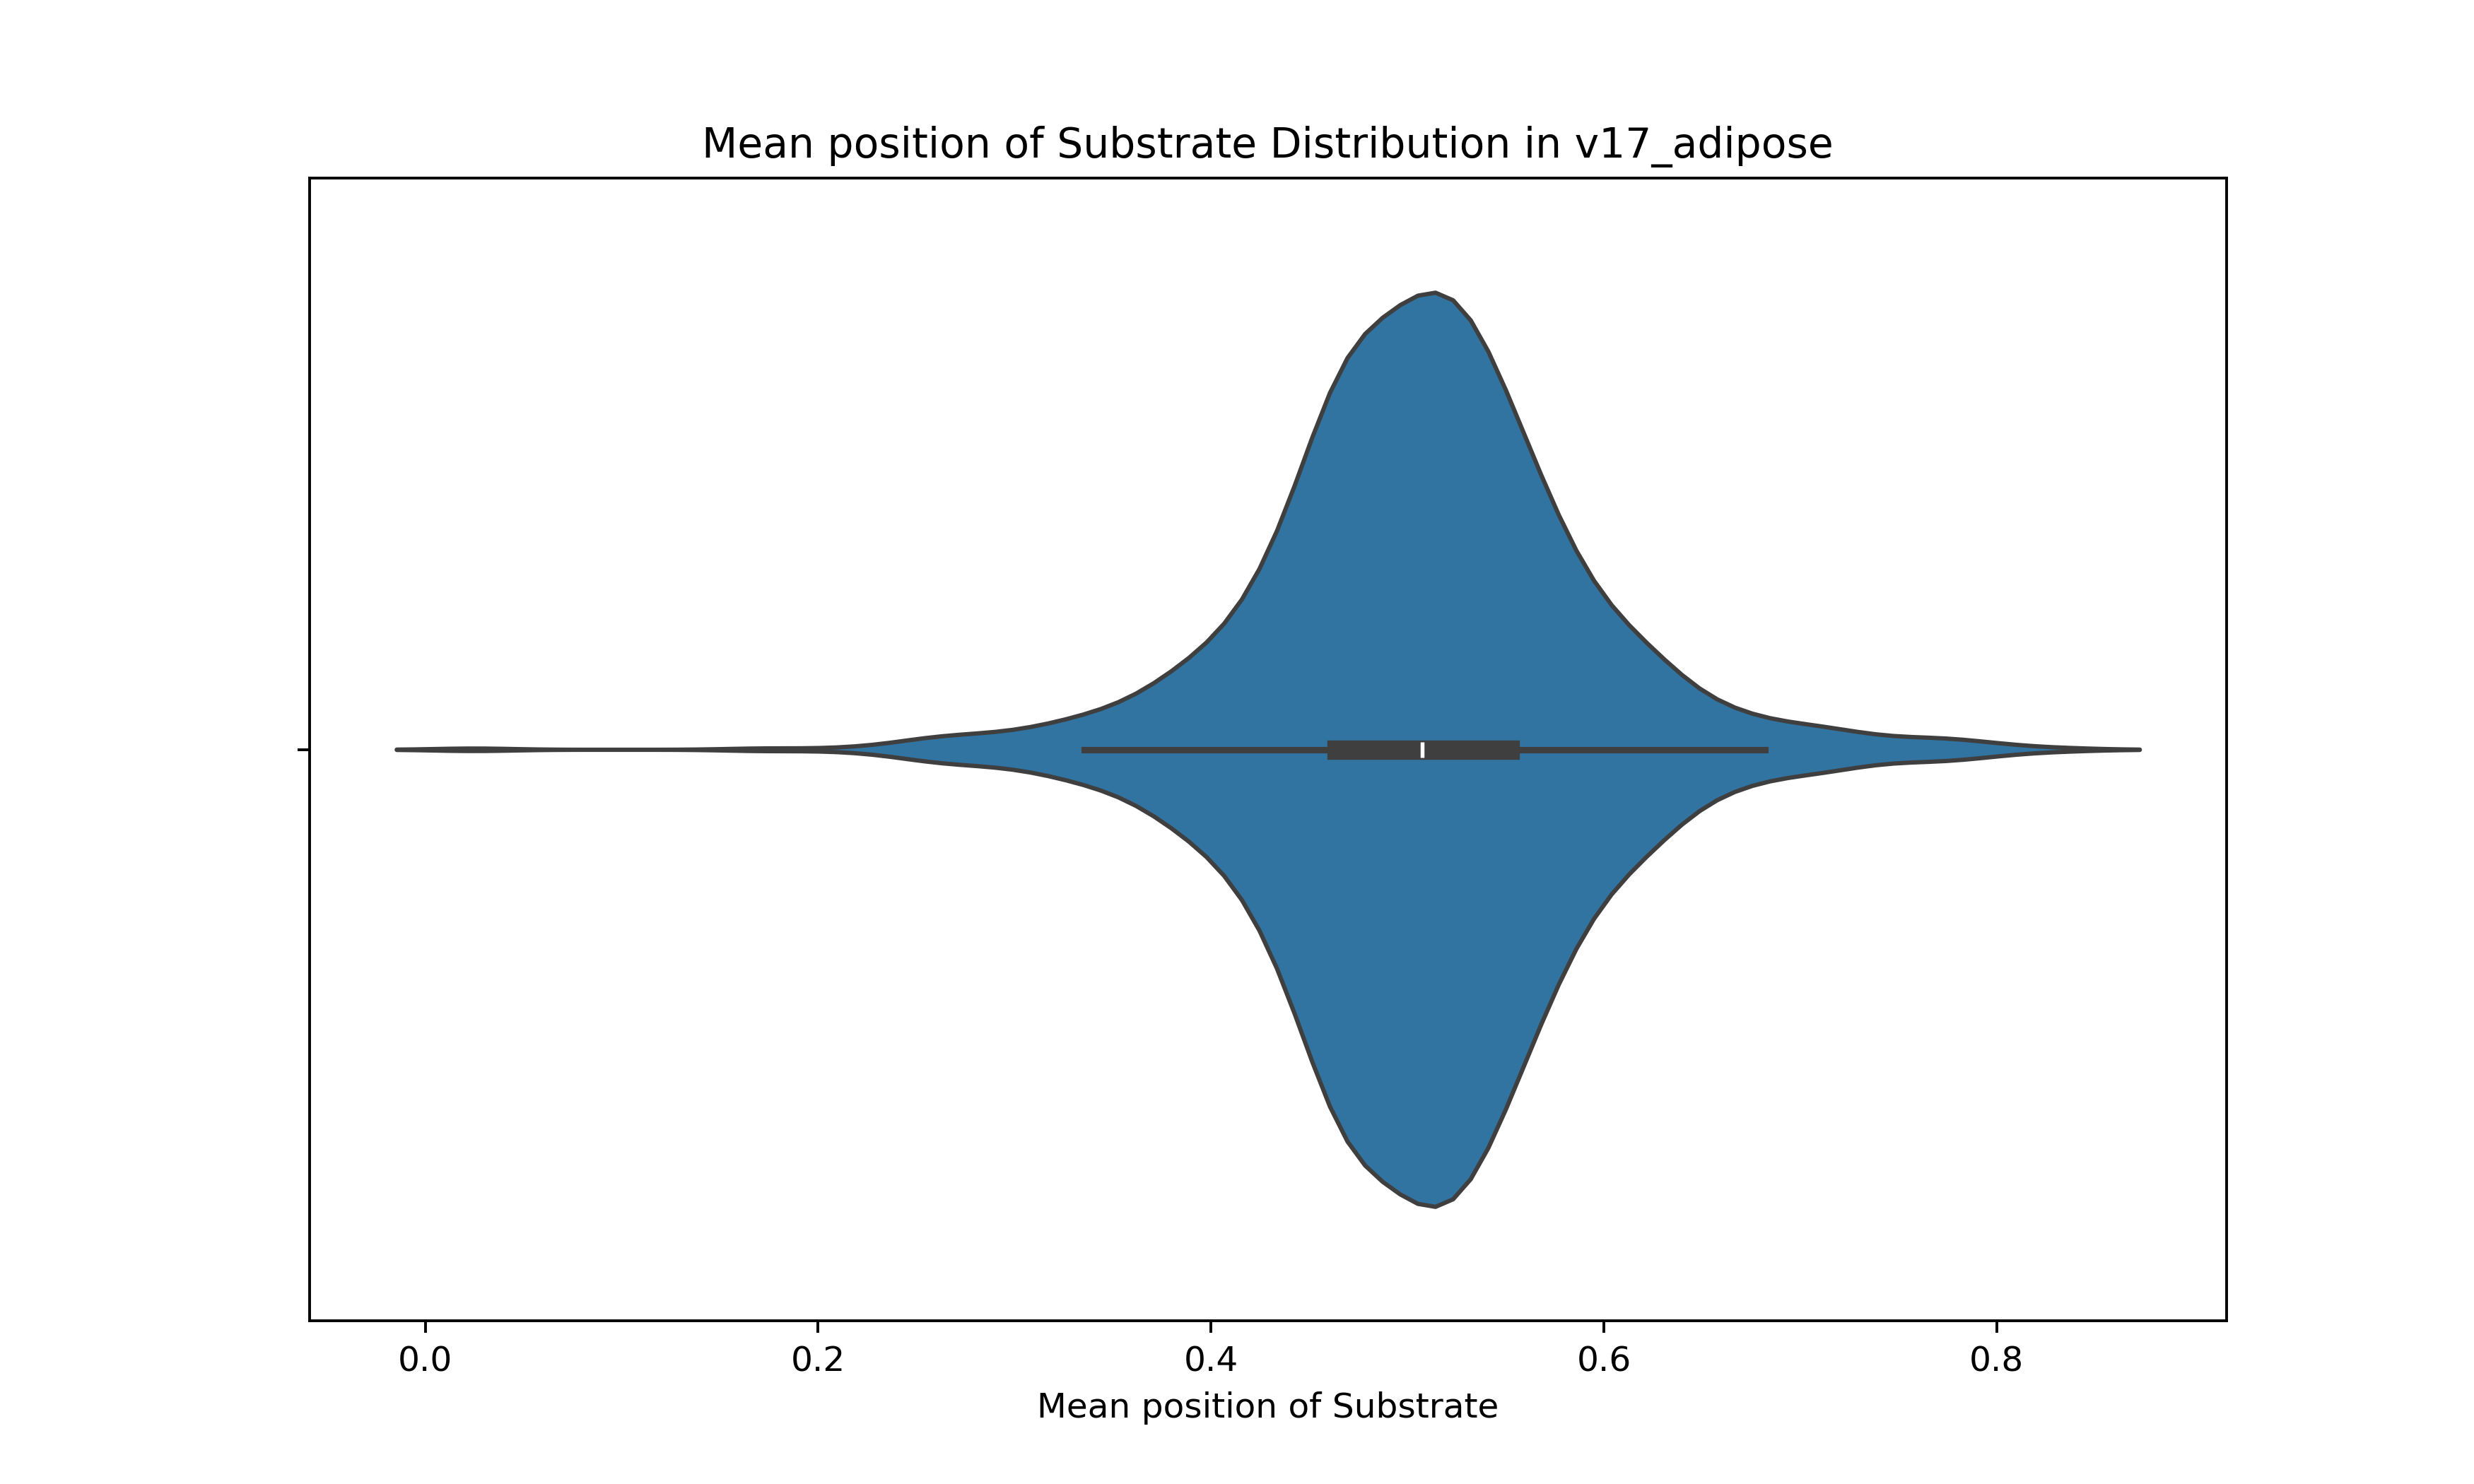 Mean position of Substrate Distribution in v17_adipose
0.0 0.2 0.4 0.6 0.8
Mean position of Substrate